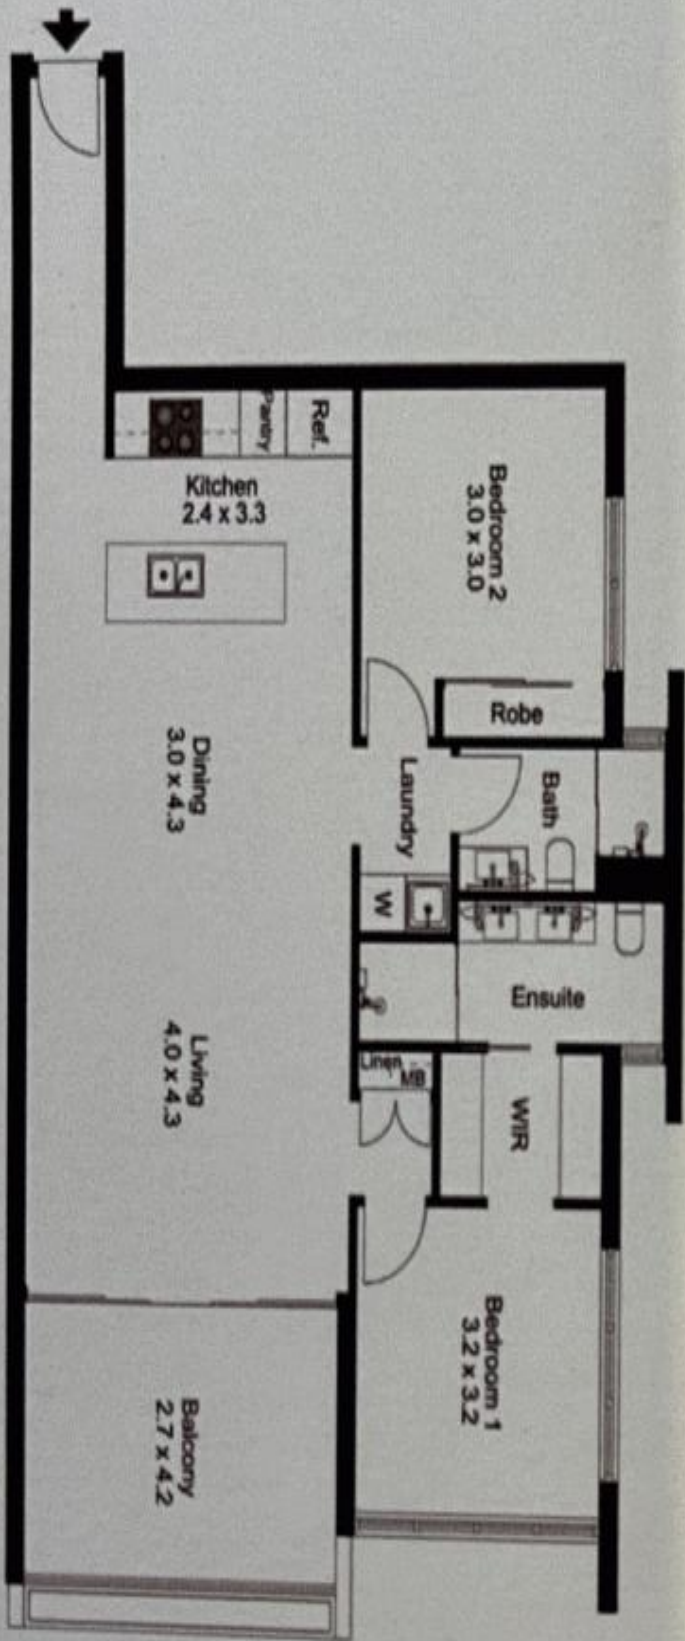 Ref.
Pantry
Kitchen
2.4 x 3.3
Bedroom 2
3.0 x 3.0
Robe
Dining
3.0 x 4.3
Laundry
Bath
W
Ensuite
Living
4.0 x 4.3
Linen
MB
WIR
Bedroom 1
3.2 x 3.2
Balcony
2.7 x 4.2